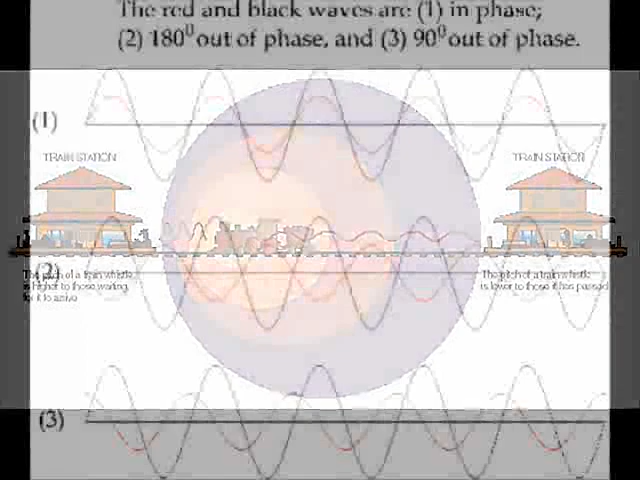 The red and black waves are (1) in phase;
(2) 180⁰ out of phase, and (3) 90⁰ out of phase.
(1)
TRAIN STATION
TRAIN STATION
(2)
The pitch of a train whistle
is higher to those waiting
for it to arrive
The pitch of a train whistle
is lower to those it has passed
(3)